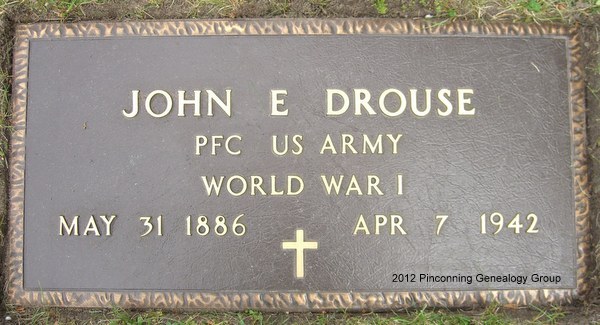 JOHN E DROUSE
PFC US ARMY
WORLD WAR I
MAY 31 1886 APR 7 1942
2012 Pinconning Genealogy Group